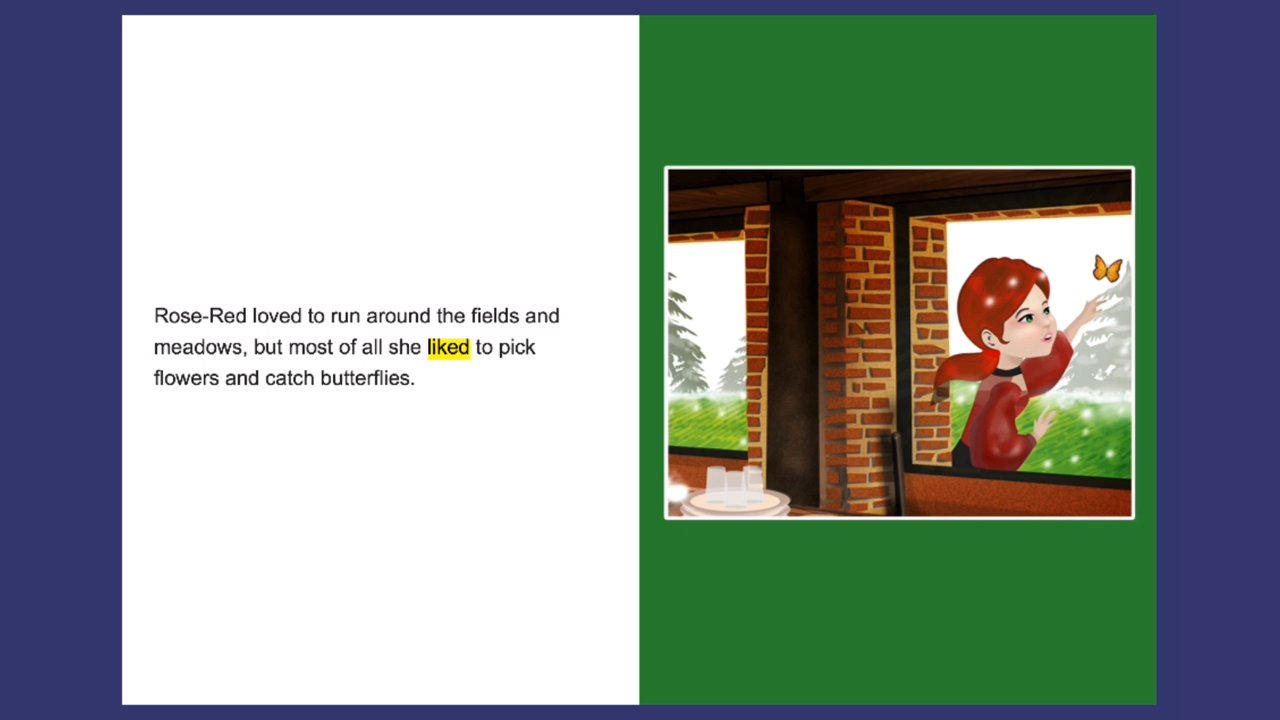 Rose-Red loved to run around the fields and
meadows, but most of all she liked to pick
flowers and catch butterflies.